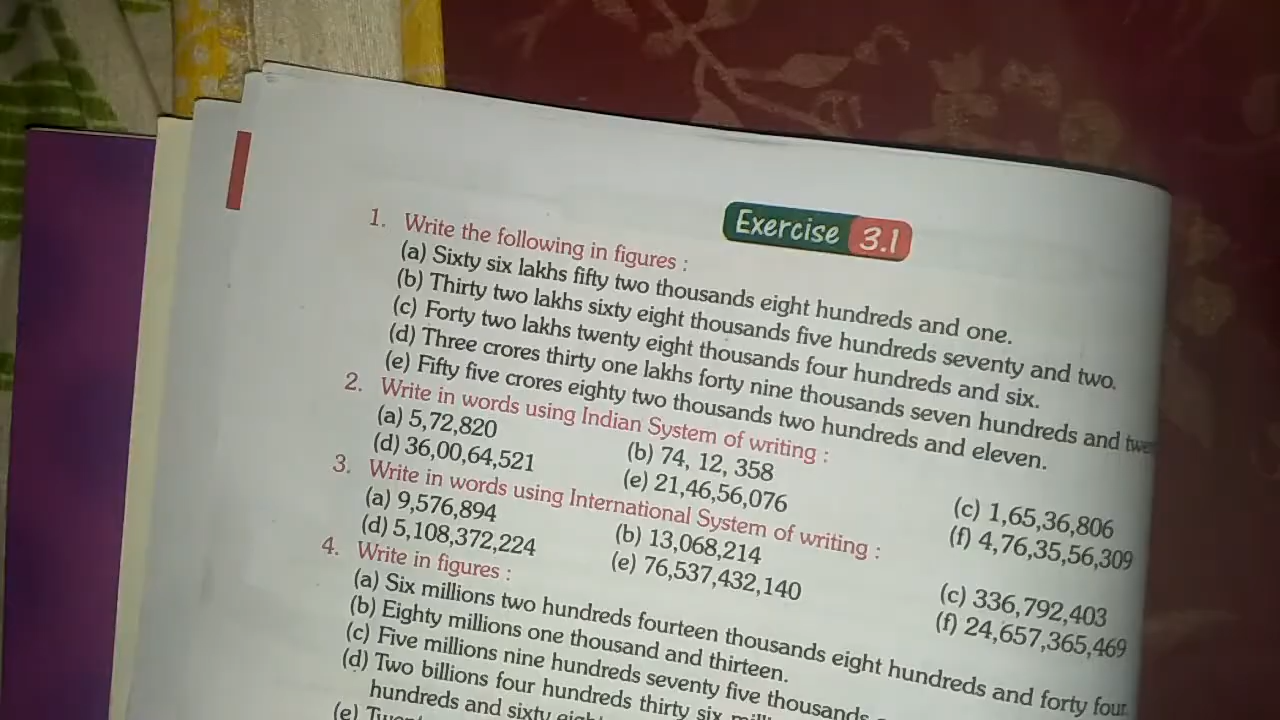 Exercise 3.1
1. Write the following in figures :
(a) Sixty six lakhs fifty two thousands eight hundreds and one.
(b) Thirty two lakhs sixty eight thousands five hundreds seventy and two.
(c) Forty two lakhs twenty eight thousands four hundreds and six.
(d) Three crores thirty one lakhs forty nine thousands seven hundreds and
(e) Fifty five crores eighty two thousands two hundreds and eleven.
2. Write in words using Indian System of writing :
(a) 5,72,820 (b) 74, 12, 358 (c) 1,65,36,806
(d) 36,00,64,521 (e) 21,46,56,076 (f) 4,76,35,56,309
3. Write in words using International System of writing :
(a) 9,576,894 (b) 13,068,214 (c) 336,792,403
(d) 5,108,372,224 (e) 76,537,432,140 (f) 24,657,365,469
4. Write in figures :
(a) Six millions two hundreds fourteen thousands eight hundreds and forty four
(b) Eighty millions one thousand and thirteen.
(c) Five millions nine hundreds seventy five thousands
(d) Two billions four hundreds thirty six
hundreds and sixty
(e)